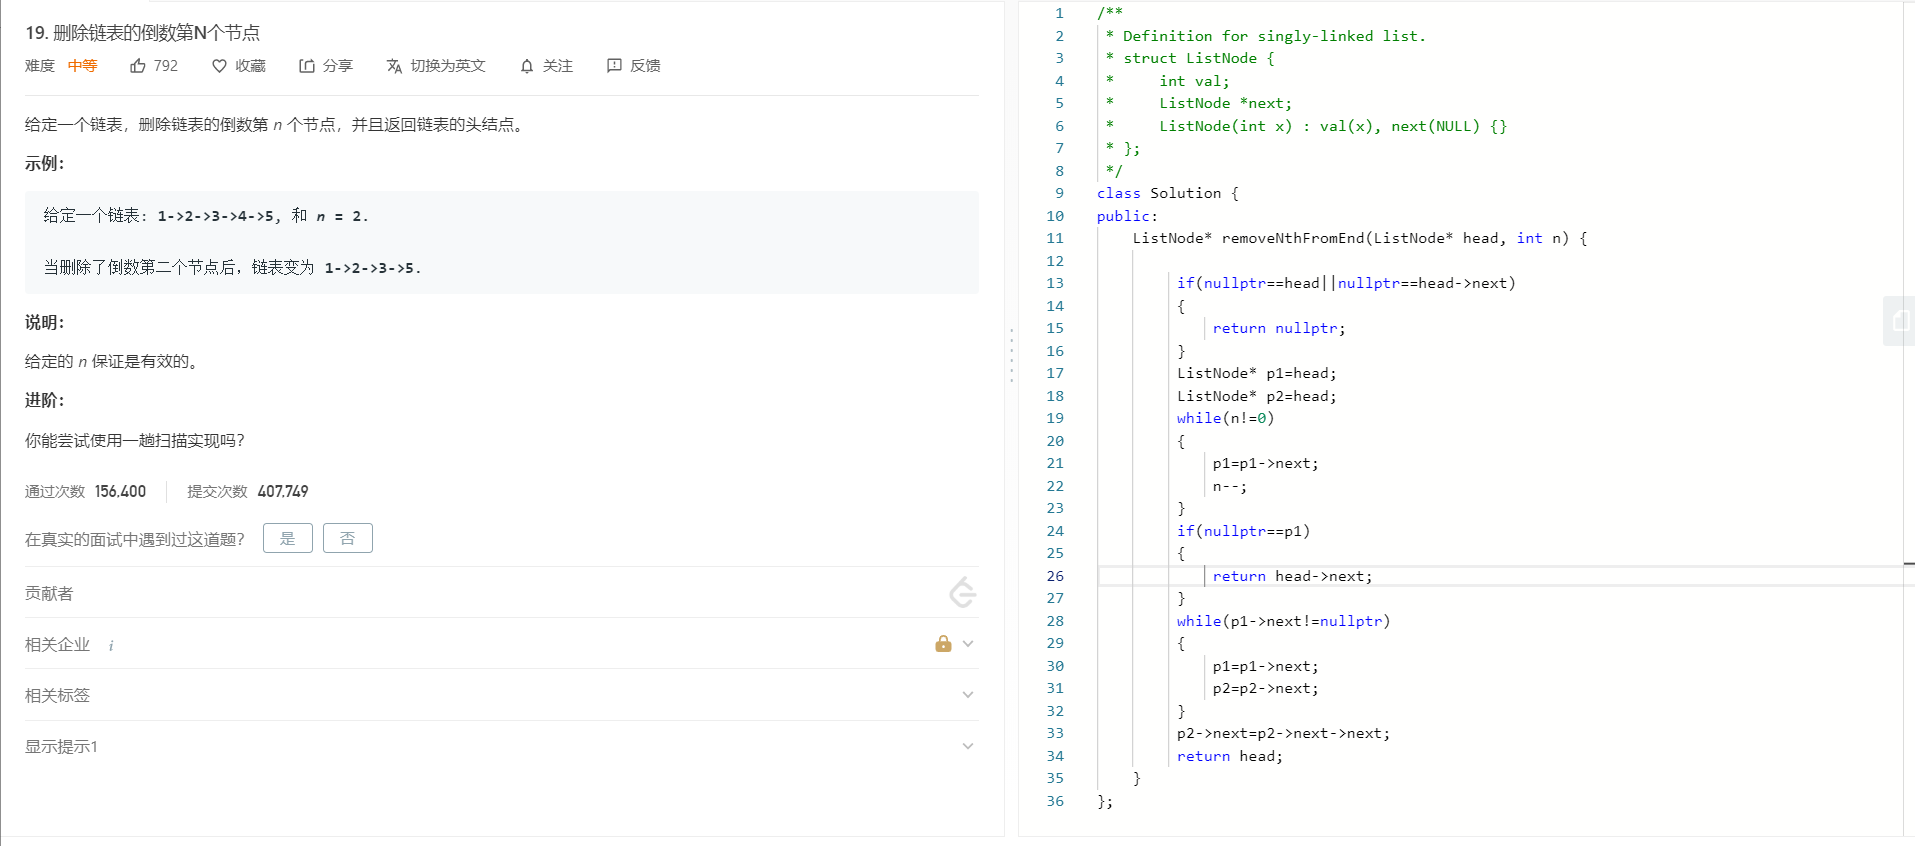 19. 删除链表的倒数第N个节点
难度 中等 792 收藏 分享 切换为英文 关注 反馈
给定一个链表，删除链表的倒数第 n 个节点，并且返回链表的头结点。
示例：
给定一个链表: 1->2->3->4->5, 和 n = 2.
当删除了倒数第二个节点后，链表变为 1->2->3->5.
说明：
给定的 n 保证是有效的。
进阶：
你能尝试使用一趟扫描实现吗？
通过次数 156,400 提交次数 407,749
在真实的面试中遇到过这道题？ 是 否
贡献者
相关企业 i
相关标签
显示提示1
1 /**
2 * Definition for singly-linked list.
3 * struct ListNode {
4 *     int val;
5 *     ListNode *next;
6 *     ListNode(int x) : val(x), next(NULL) {}
7 * };
8 */
9 class Solution {
10 public:
11     ListNode* removeNthFromEnd(ListNode* head, int n) {
12
13         if(nullptr==head||nullptr==head->next)
14         {
15             return nullptr;
16         }
17         ListNode* p1=head;
18         ListNode* p2=head;
19         while(n!=0)
20         {
21             p1=p1->next;
22             n--;
23         }
24         if(nullptr==p1)
25         {
26             return head->next;
27         }
28         while(p1->next!=nullptr)
29         {
30             p1=p1->next;
31             p2=p2->next;
32         }
33         p2->next=p2->next->next;
34         return head;
35     }
36 };